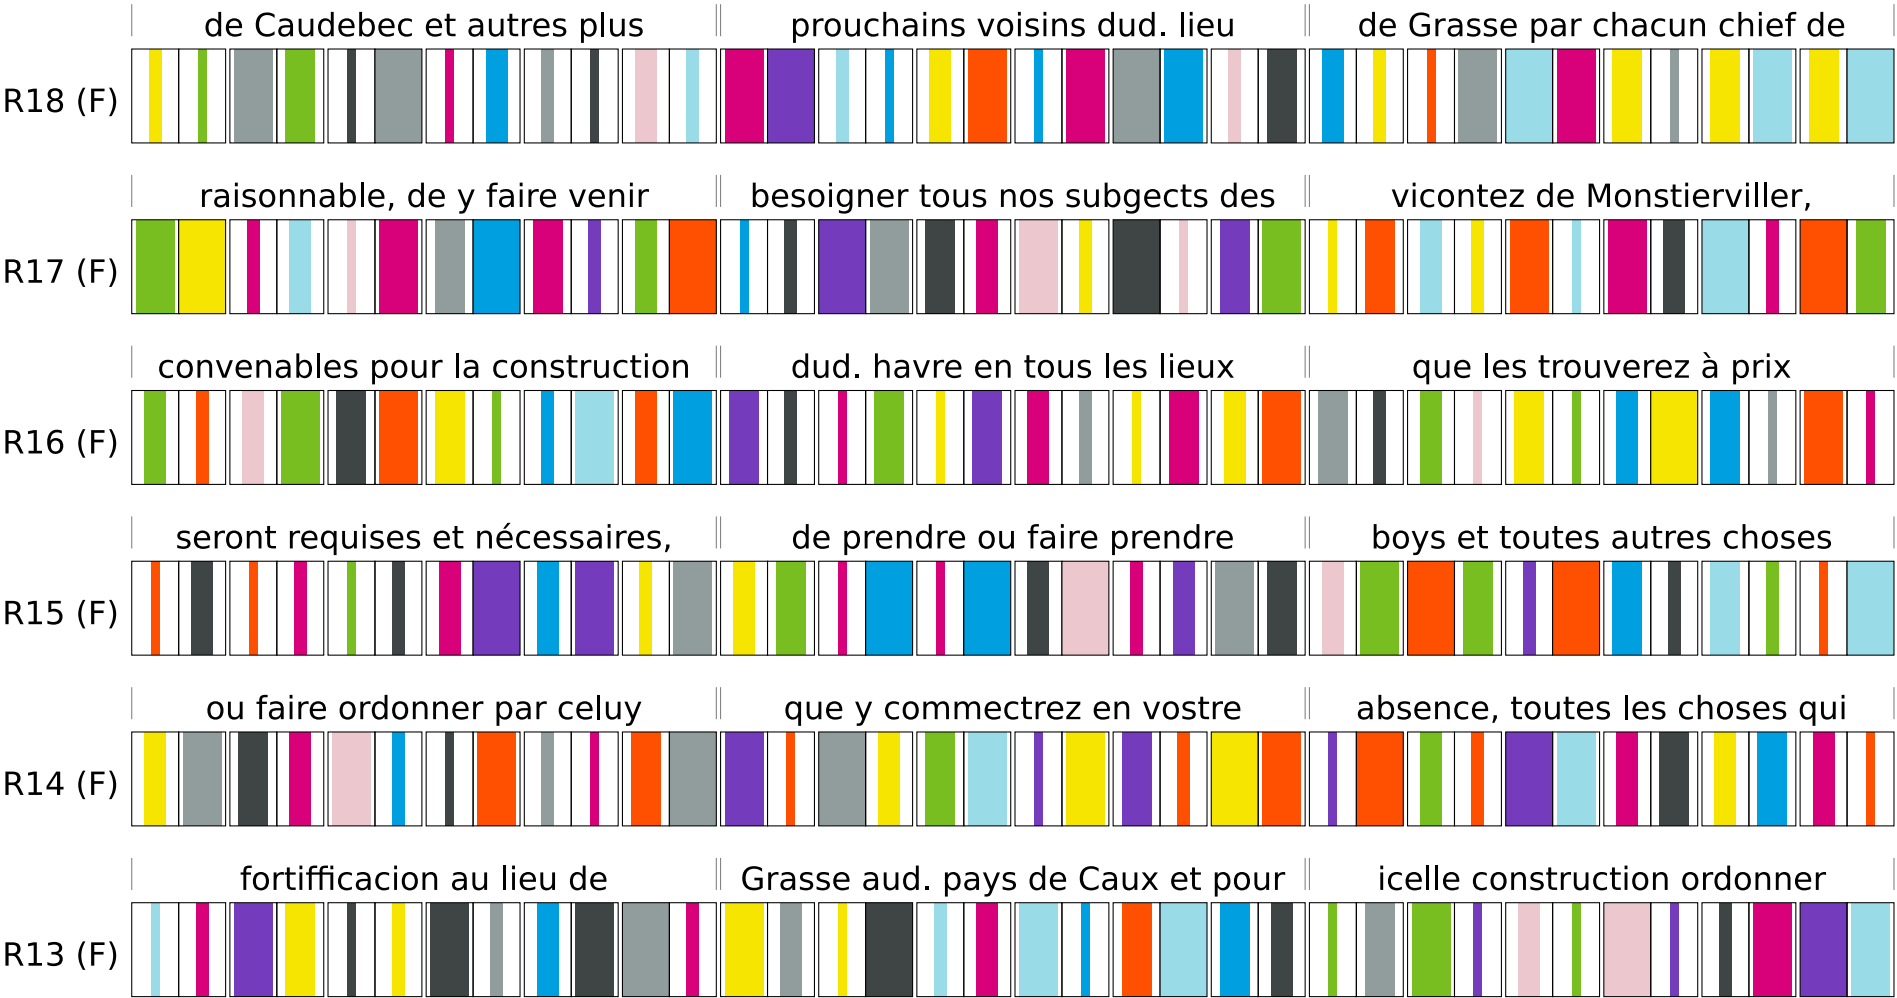 de Caudebec et autres plus prouchains voisins dud. lieu de Grasse par chacun chief de
R18 (F)
raisonnable, de y faire venir besoigner tous nos subgects des vicontez de Monstierviller,
R17 (F)
convenables pour la construction dud. havre en tous les lieux que les trouverez à prix
R16 (F)
seront requises et nécessaires, de prendre ou faire prendre boys et toutes autres choses
R15 (F)
ou faire ordonner par celuy que y commectrez en vostre absence, toutes les choses qui
R14 (F)
fortifficacion au lieu de Grasse aud. pays de Caux et pour icelle construction ordonner
R13 (F)